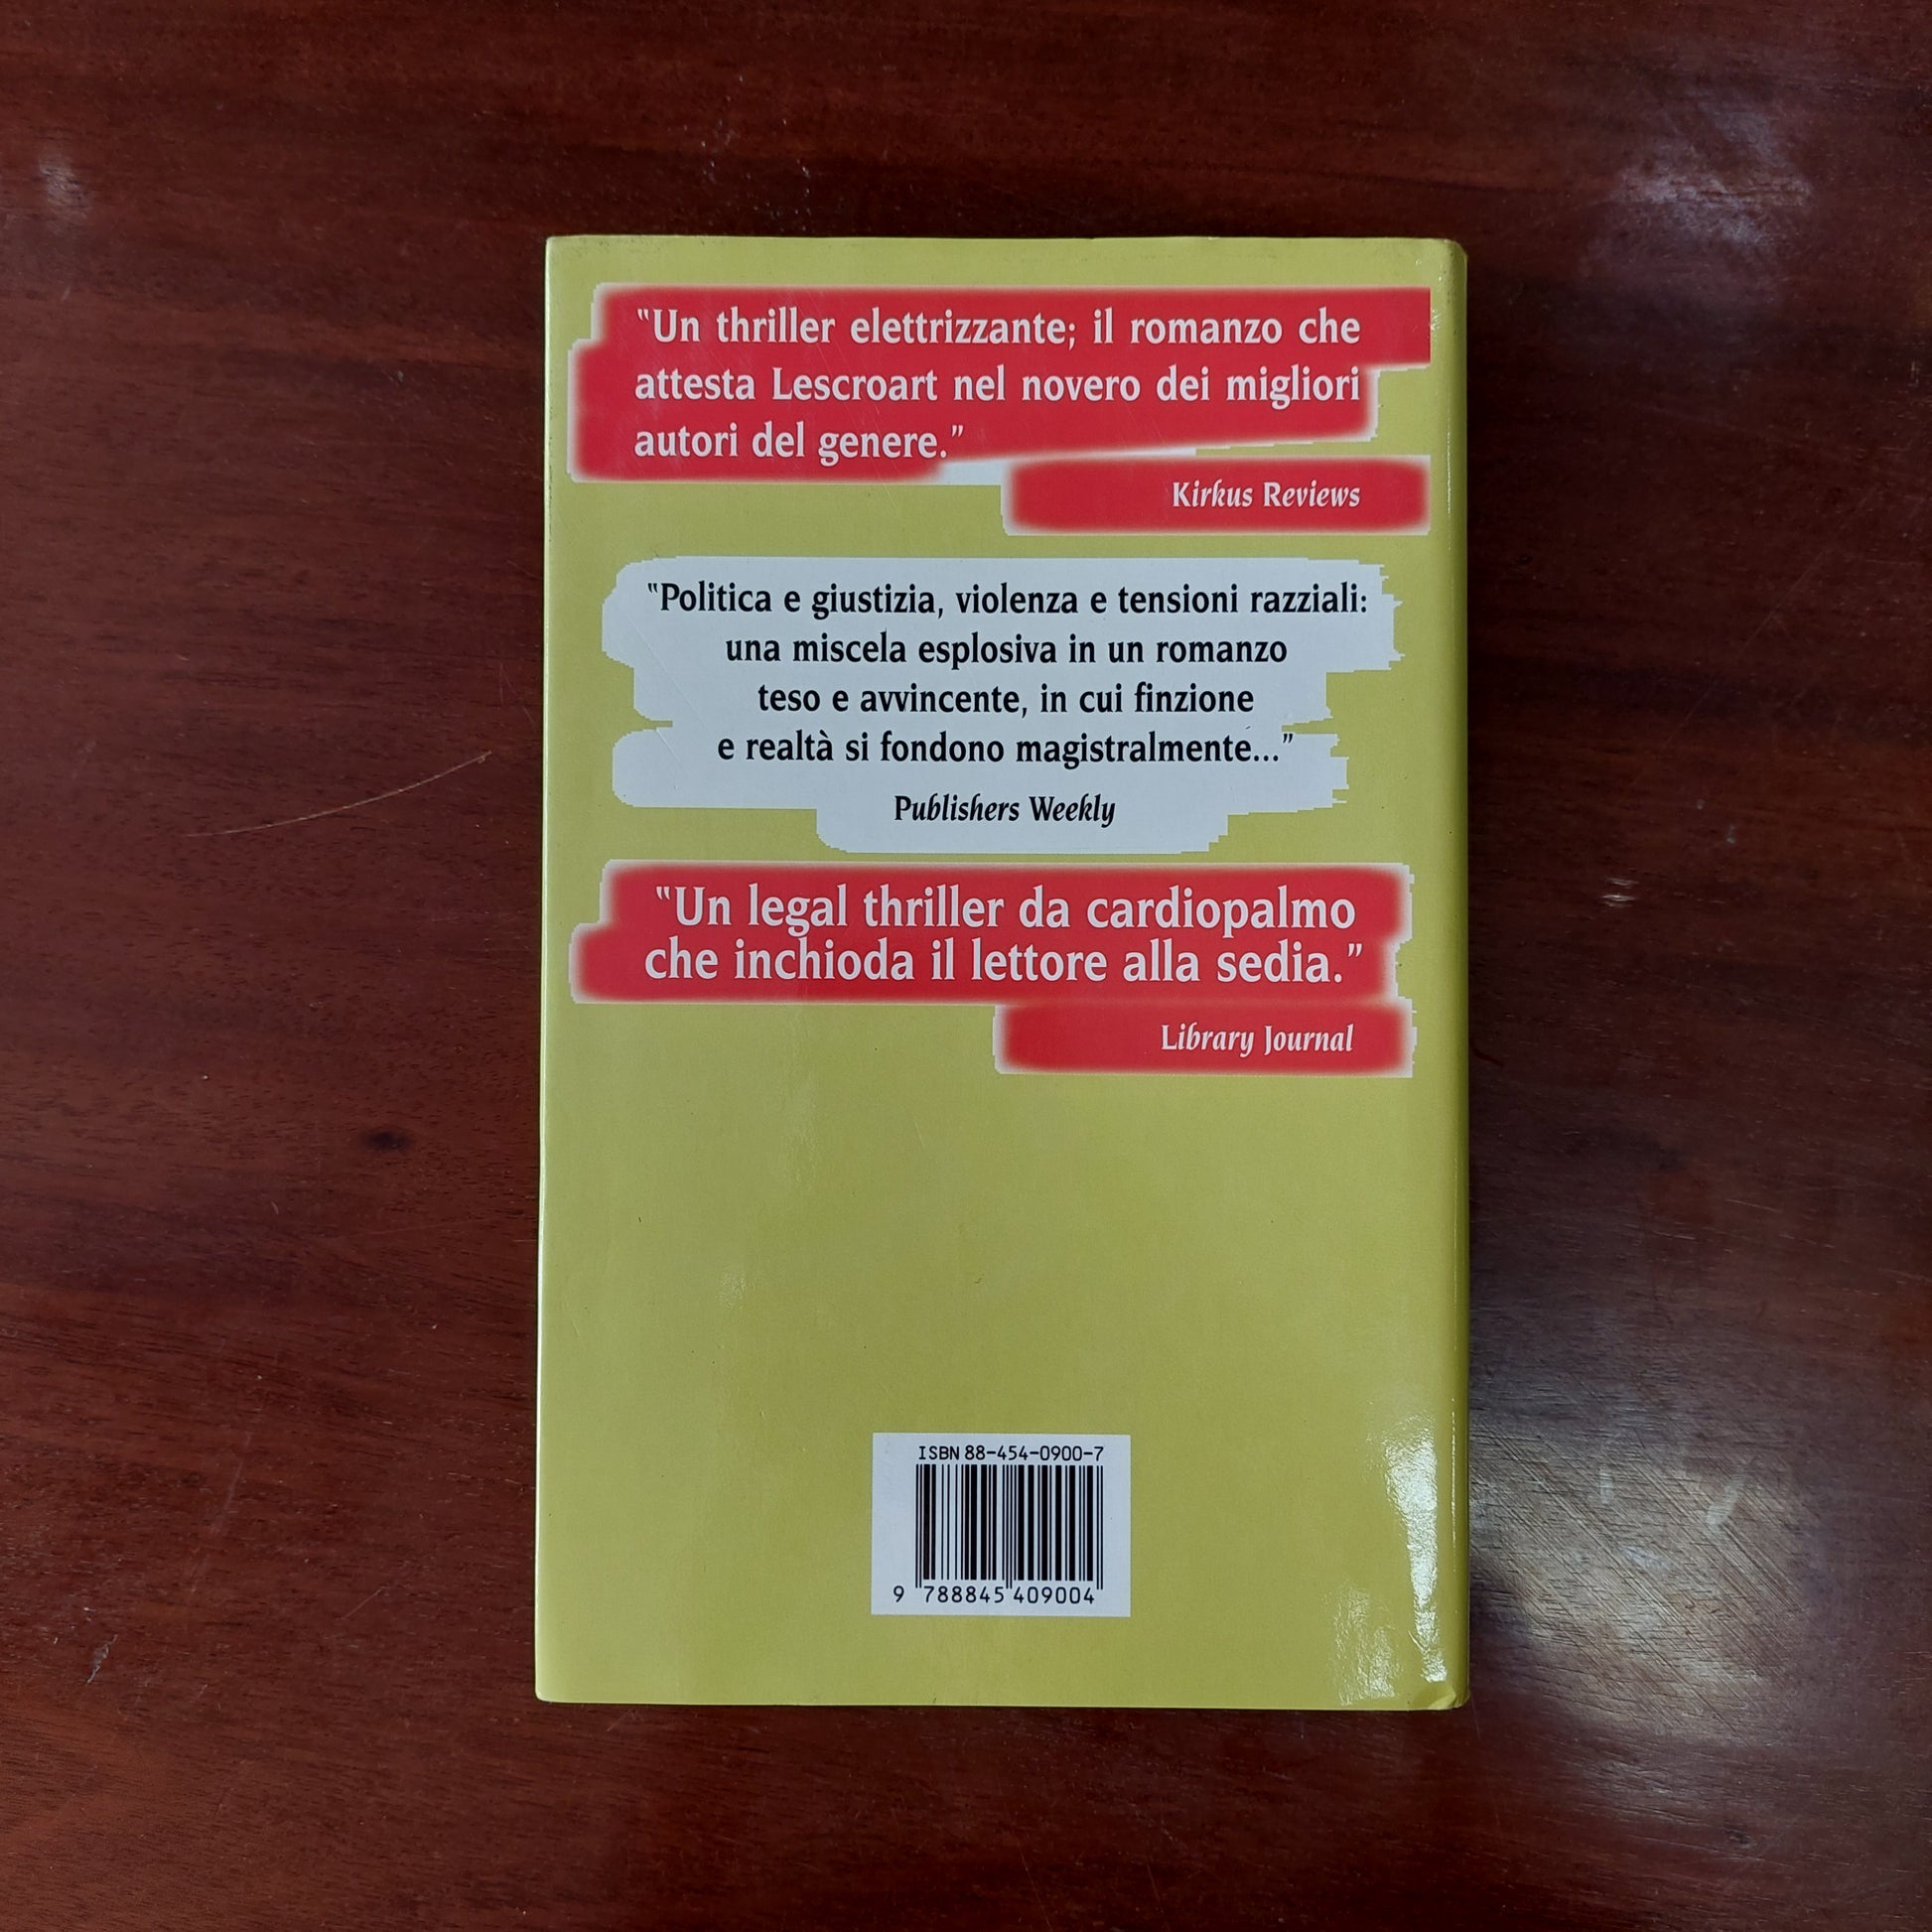 "Un thriller elettrizzante; il romanzo che
attesta Lescroart nel novero dei migliori
autori del genere."
Kirkus Reviews
"Politica e giustizia, violenza e tensioni razziali:
una miscela esplosiva in un romanzo
teso e avvincente, in cui finzione
e realtà si fondono magistralmente..."
Publishers Weekly
"Un legal thriller da cardiopalmo
che inchioda il lettore alla sedia."
Library Journal
ISBN 88-454-0900-7
9 788845 409004